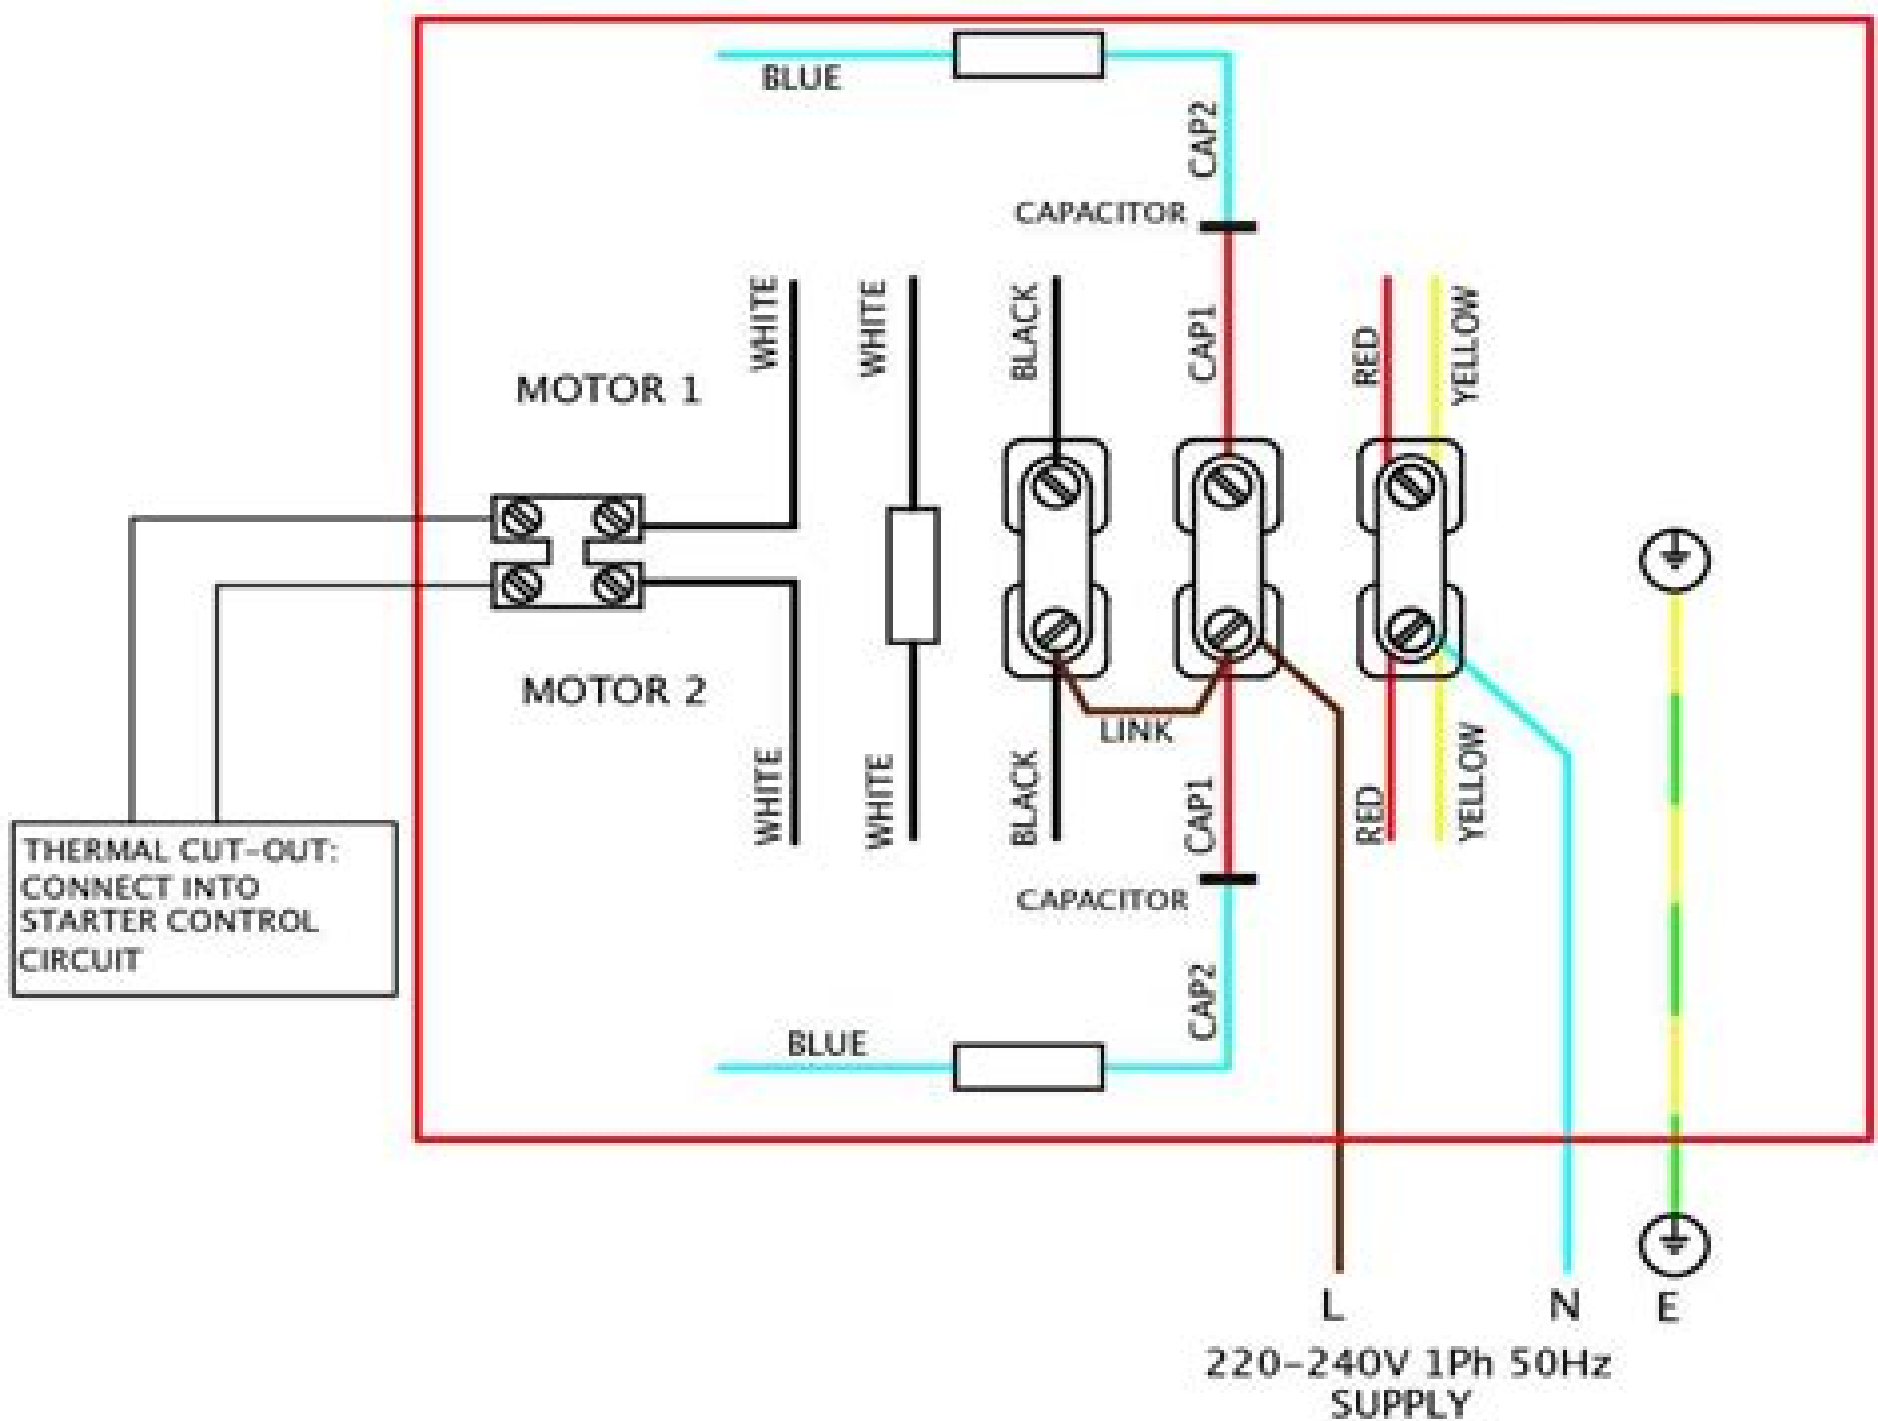 BLUE
CAP2
CAPACITOR
WHITE
WHITE
BLACK
CAP1
RED
YELLOW
MOTOR 1
MOTOR 2
LINK
WHITE
WHITE
BLACK
CAP1
RED
YELLOW
THERMAL CUT-OUT:
CONNECT INTO
STARTER CONTROL
CIRCUIT
CAPACITOR
CAP2
BLUE
L
N
E
220-240V 1Ph 50Hz
SUPPLY